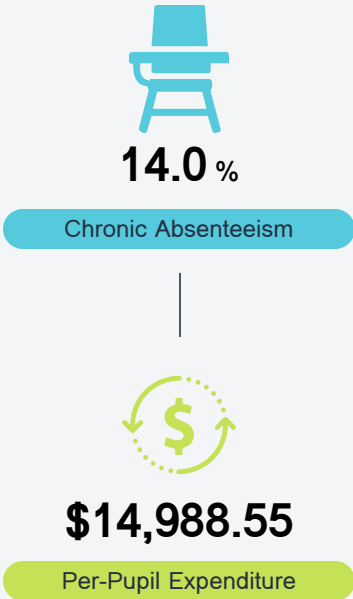 14.0 %
Chronic Absenteeism
$
$14,988.55
Per-Pupil Expenditure